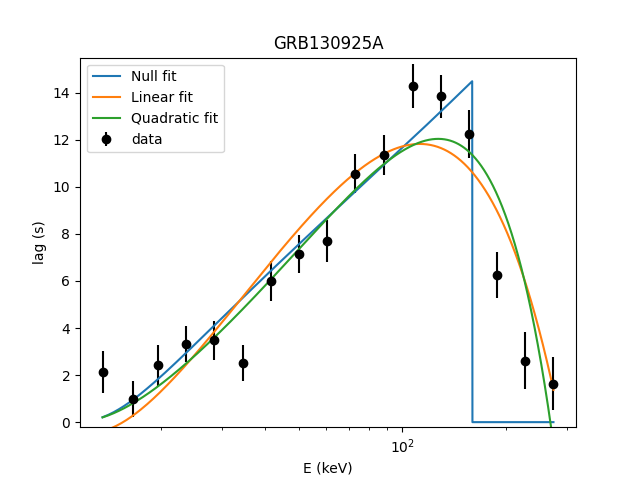 GRB130925A
Null fit
Linear fit
Quadratic fit
data
14
12
10
8
6
4
2
0
lag (s)
10²
E (keV)